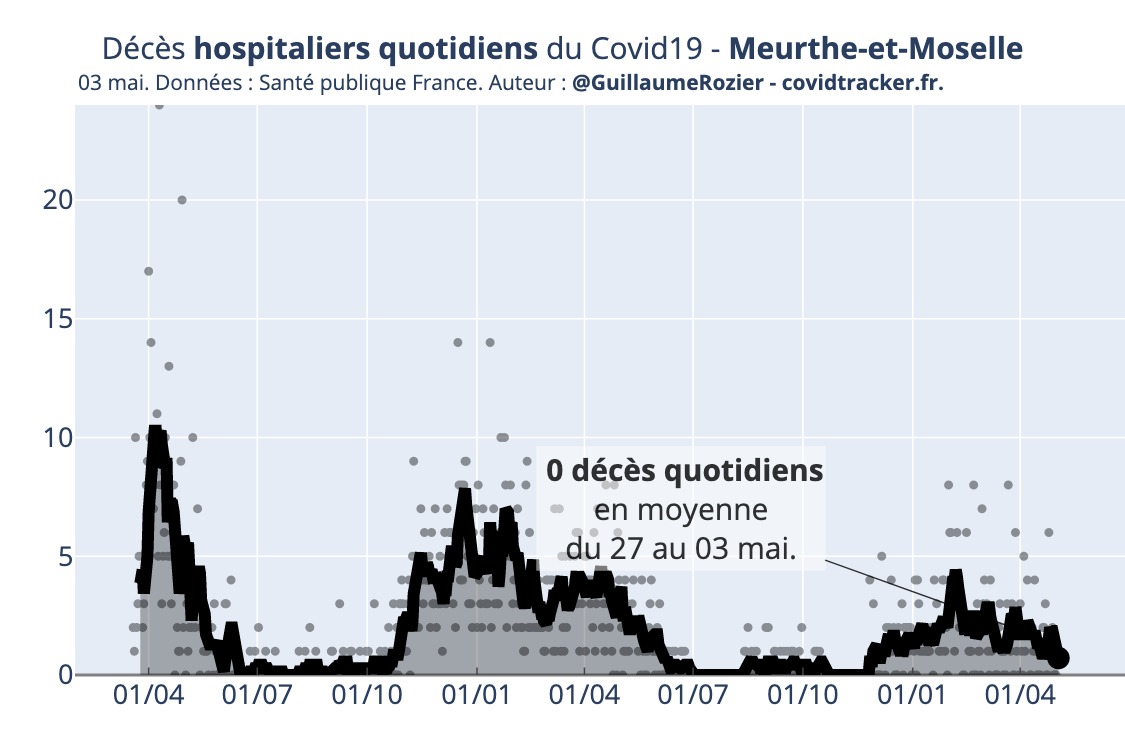 Décès hospitaliers quotidiens du Covid19 - Meurthe-et-Moselle
03 mai. Données : Santé publique France. Auteur : @GuillaumeRozier - covidtracker.fr.
20
15
10
5
0
0 décès quotidiens
en moyenne
du 27 au 03 mai.
01/04 01/07 01/10 01/01 01/04 01/07 01/10 01/01 01/04